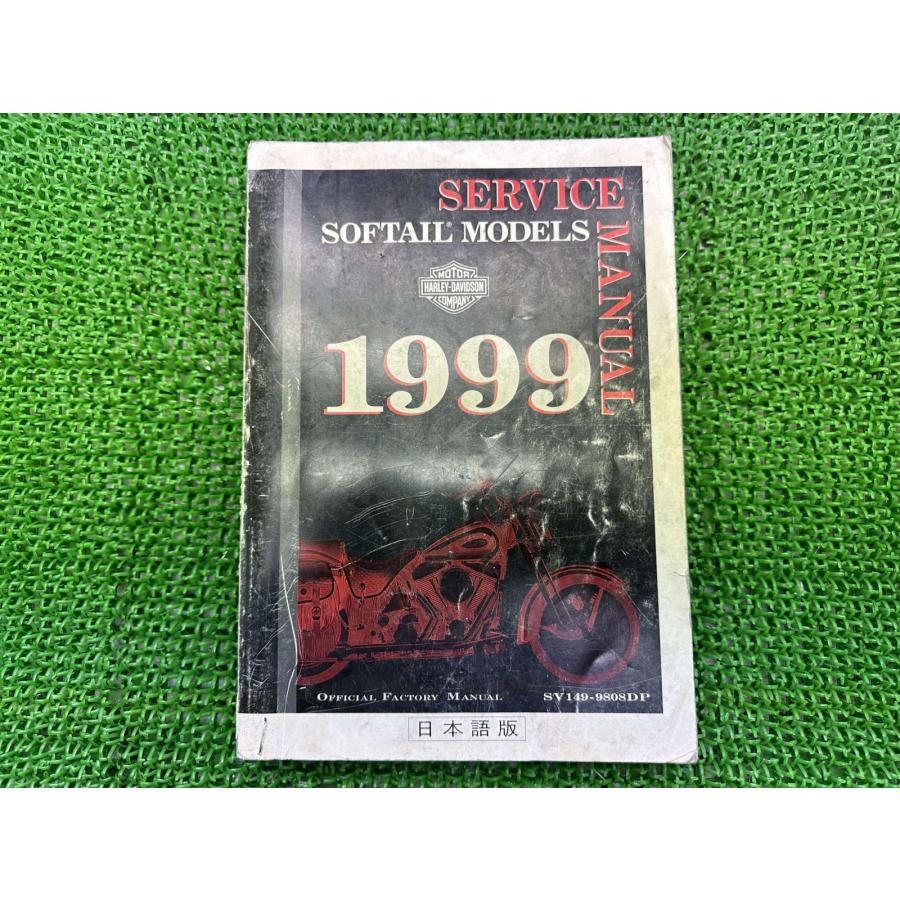 SERVICE
MANUAL
SOFTAIL MODELS
MOTOR
HARLEY-DAVIDSON
COMPANY
1999
OFFICIAL FACTORY MANUAL
SV149-9808DP
日本語版